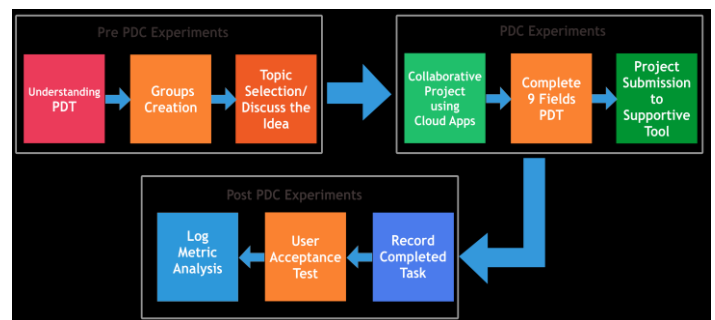 Pre PDC Experiments
Understanding
PDT
Groups
Creation
Topic
Selection/
Discuss the
Idea
PDC Experiments
Collaborative
Project
using
Cloud Apps
Complete
9 Fields
PDT
Project
Submission
to
Supportive
Tool
Post PDC Experiments
Log
Metric
Analysis
User
Acceptance
Test
Record
Completed
Task